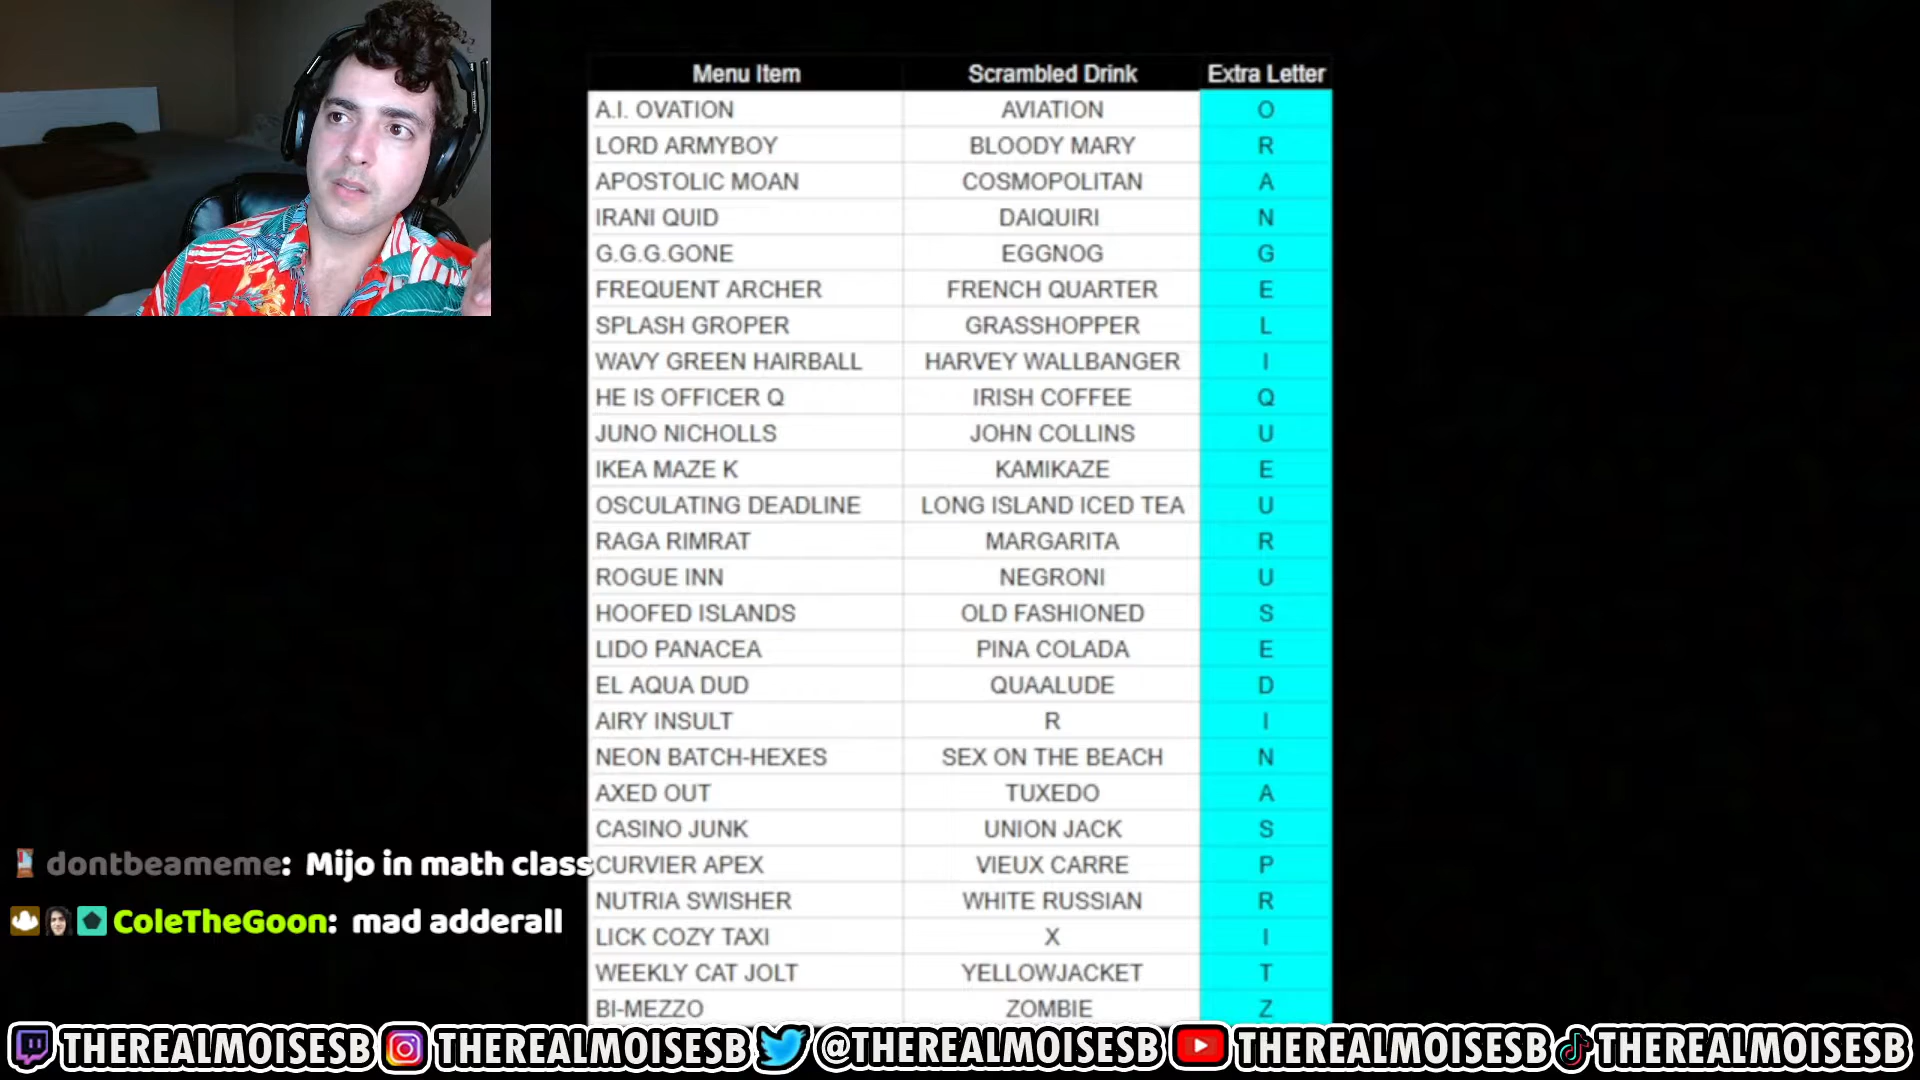 Menu Item Scrambled Drink Extra Letter
A.I. OVATION AVIATION O
LORD ARMYBOY BLOODY MARY R
APOSTOLIC MOAN COSMOPOLITAN A
IRANI QUID DAIQUIRI N
G.G.G.GONE EGGNOG G
FREQUENT ARCHER FRENCH QUARTER E
SPLASH GROPER GRASSHOPPER L
WAVY GREEN HAIRBALL HARVEY WALLBANGER I
HE IS OFFICER Q IRISH COFFEE Q
JUNO NICHOLLS JOHN COLLINS U
IKEA MAZE K KAMIKAZE E
OSCULATING DEADLINE LONG ISLAND ICED TEA U
RAGA RIMRAT MARGARITA R
ROGUE INN NEGRONI U
HOOFED ISLANDS OLD FASHIONED S
LIDO PANACEA PINA COLADA E
EL AQUA DUD QUAALUDE D
AIRY INSULT R I
NEON BATCH-HEXES SEX ON THE BEACH N
AXED OUT TUXEDO A
CASINO JUNK UNION JACK S
CURVIER APEX VIEUX CARRE P
NUTRIA SWISHER WHITE RUSSIAN R
LICK COZY TAXI X I
WEEKLY CAT JOLT YELLOWJACKET T
BI-MEZZO ZOMBIE Z
dontbeameme: Mijo in math class
ColeTheGoon: mad adderall
THEREALMOISESB THEREALMOISESB @THEREALMOISESB THEREALMOISESB THEREALMOISESB